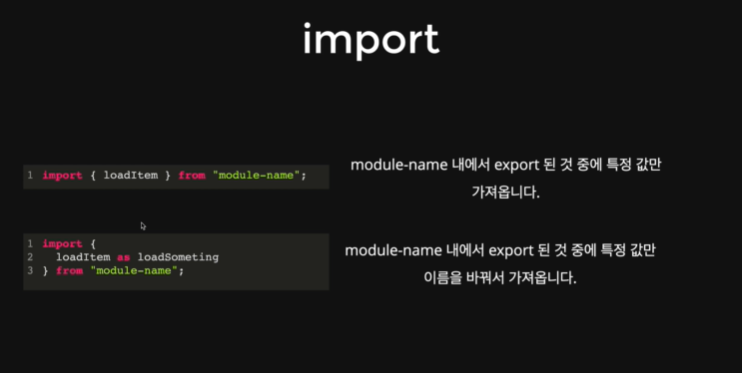 import
1 import { loadItem } from "module-name";
module-name 내에서 export 된 것 중에 특정 값만
가져옵니다.
1 import {
2 loadItem as loadSometing
3 } from "module-name";
module-name 내에서 export 된 것 중에 특정 값만
이름을 바꿔서 가져옵니다.